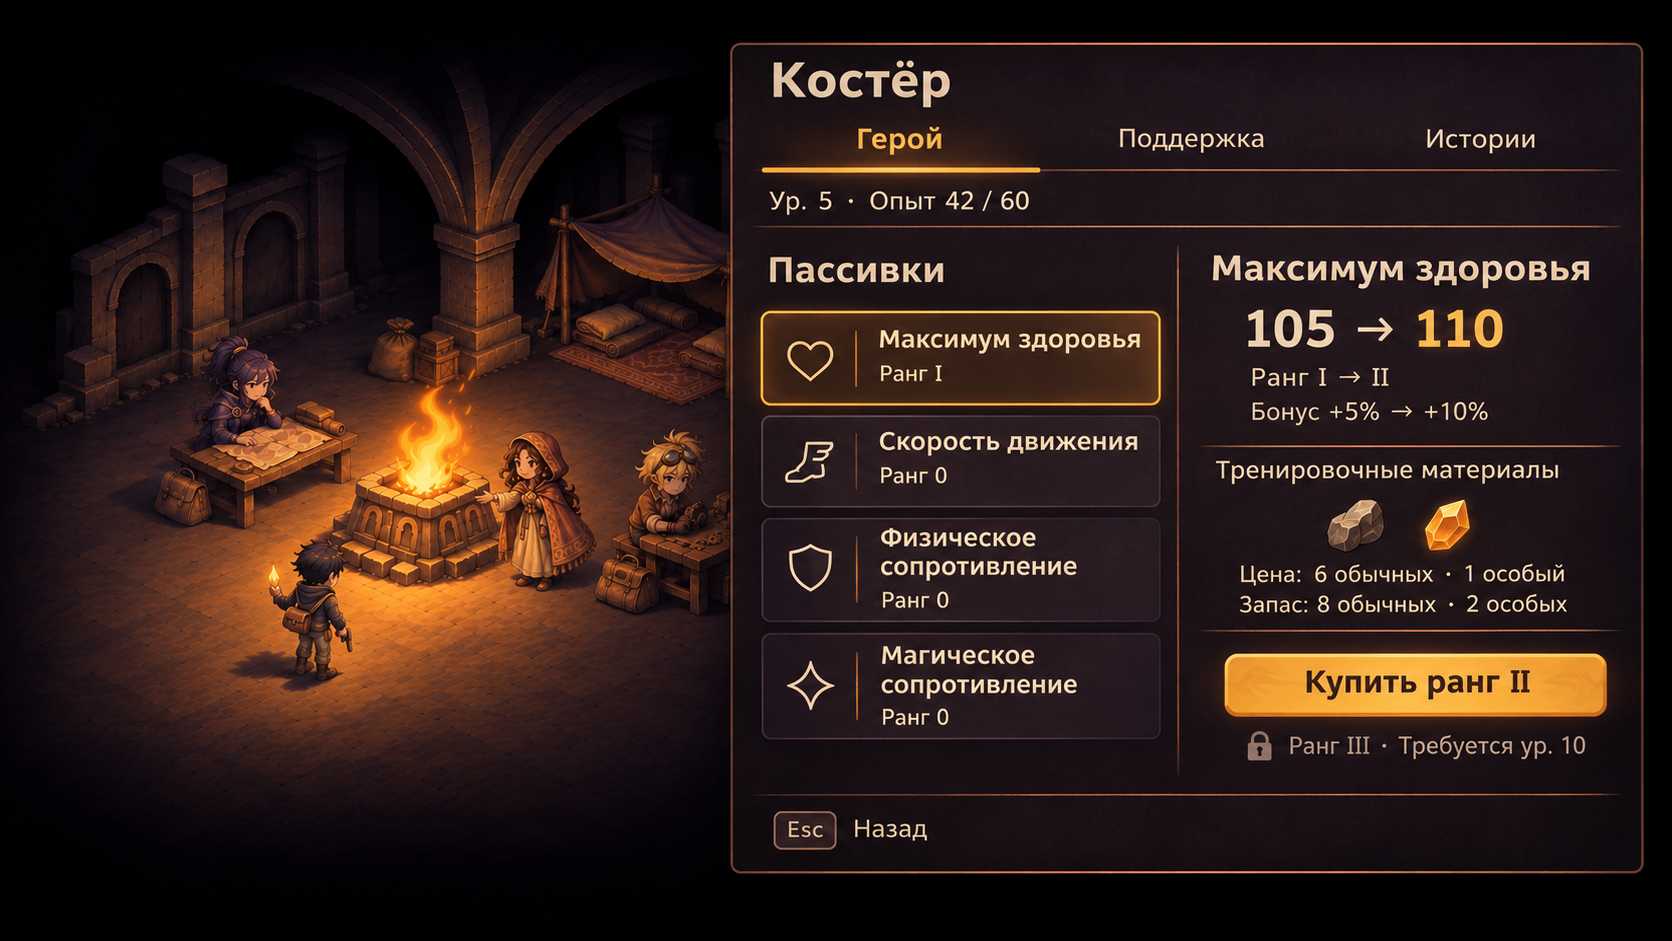 Костёр
Герой
Поддержка
Истории
Ур. 5 · Опыт 42 / 60
Пассивки
Максимум здоровья
Ранг I
Скорость движения
Ранг 0
Физическое
сопротивление
Ранг 0
Магическое
сопротивление
Ранг 0
Максимум здоровья
105 → 110
Ранг I → II
Бонус +5% → +10%
Тренировочные материалы
Цена: 6 обычных · 1 особый
Запас: 8 обычных · 2 особых
Купить ранг II
Ранг III · Требуется ур. 10
Esc Назад